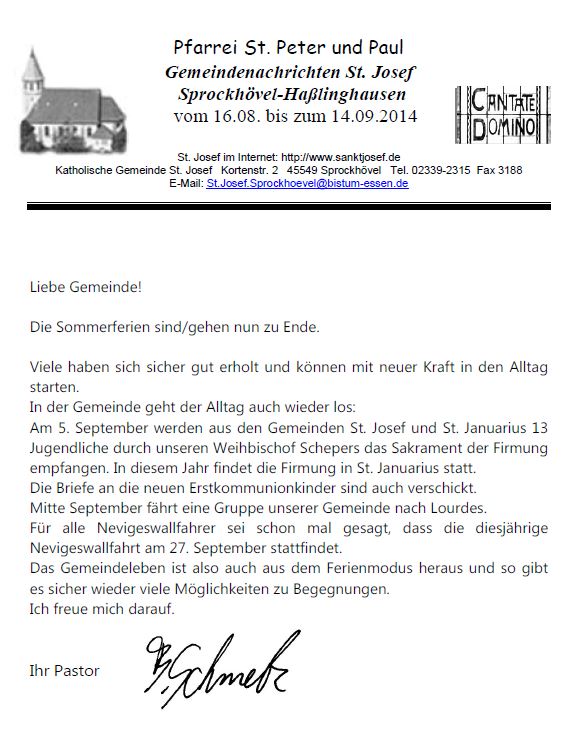 Pfarrei St. Peter und Paul
Gemeindenachrichten St. Josef
Sprockhövel-Haßlinghausen
vom 16.08. bis zum 14.09.2014
CANTATE
DOMINO
St. Josef im Internet: http://www.sanktjosef.de
Katholische Gemeinde St. Josef Kortenstr. 2 45549 Sprockhövel Tel. 02339-2315 Fax 3188
E-Mail: St.Josef.Sprockhoevel@bistum-essen.de
Liebe Gemeinde!
Die Sommerferien sind/gehen nun zu Ende.
Viele haben sich sicher gut erholt und können mit neuer Kraft in den Alltag
starten.
In der Gemeinde geht der Alltag auch wieder los:
Am 5. September werden aus den Gemeinden St. Josef und St. Januarius 13
Jugendliche durch unseren Weihbischof Schepers das Sakrament der Firmung
empfangen. In diesem Jahr findet die Firmung in St. Januarius statt.
Die Briefe an die neuen Erstkommunionkinder sind auch verschickt.
Mitte September fährt eine Gruppe unserer Gemeinde nach Lourdes.
Für alle Nevigeswallfahrer sei schon mal gesagt, dass die diesjährige
Nevigeswallfahrt am 27. September stattfindet.
Das Gemeindeleben ist also auch aus dem Ferienmodus heraus und so gibt
es sicher wieder viele Möglichkeiten zu Begegnungen.
Ich freue mich darauf.
Ihr Pastor